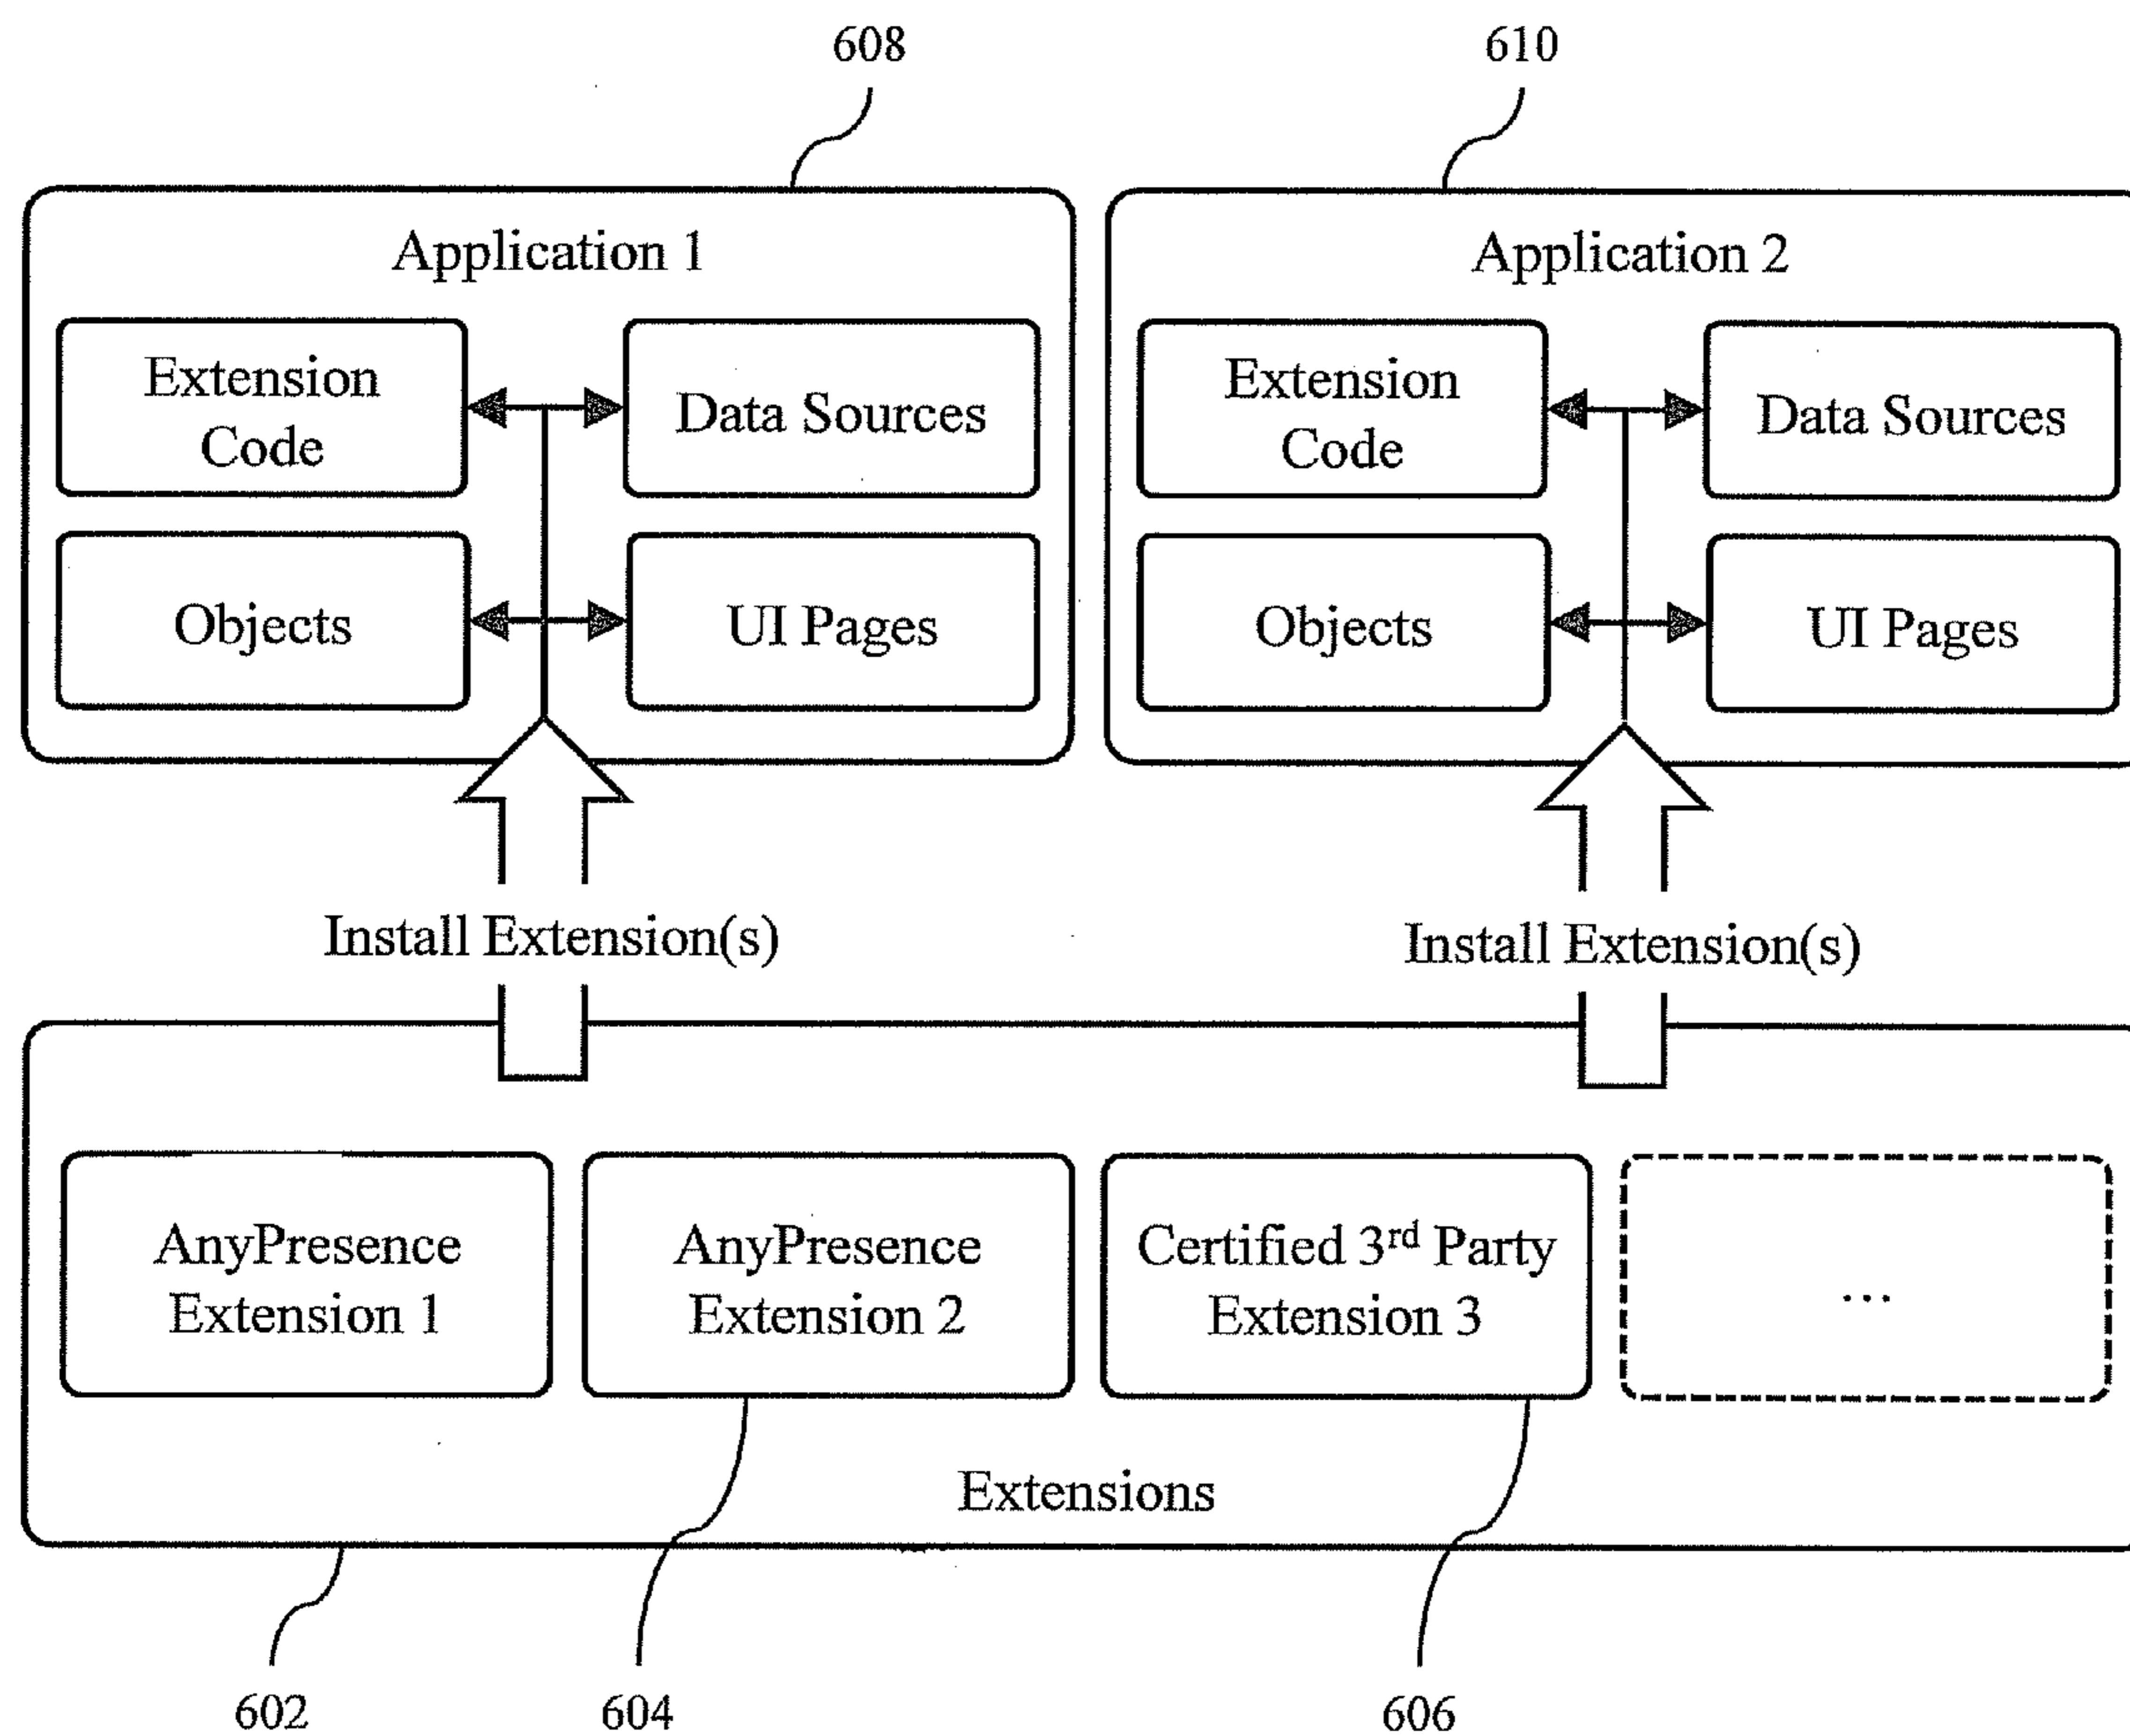 608
610
Application 1
Application 2
Extension
Code
Data Sources
Extension
Code
Data Sources
Objects
UI Pages
Objects
UI Pages
Install Extension(s)
Install Extension(s)
AnyPresence
Extension 1
AnyPresence
Extension 2
Certified 3rd Party
Extension 3
...
Extensions
602
604
606